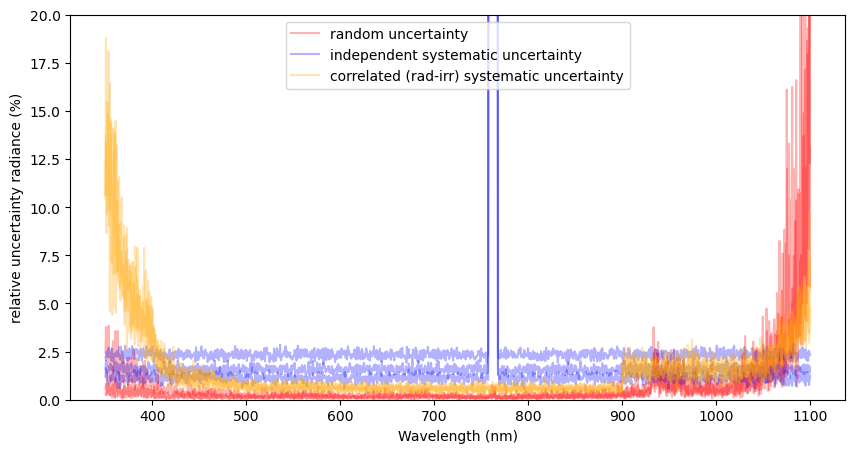 random uncertainty
independent systematic uncertainty
correlated (rad-irr) systematic uncertainty
relative uncertainty radiance (%)
20.0
17.5
15.0
12.5
10.0
7.5
5.0
2.5
0.0
400 500 600 700 800 900 1000 1100
Wavelength (nm)